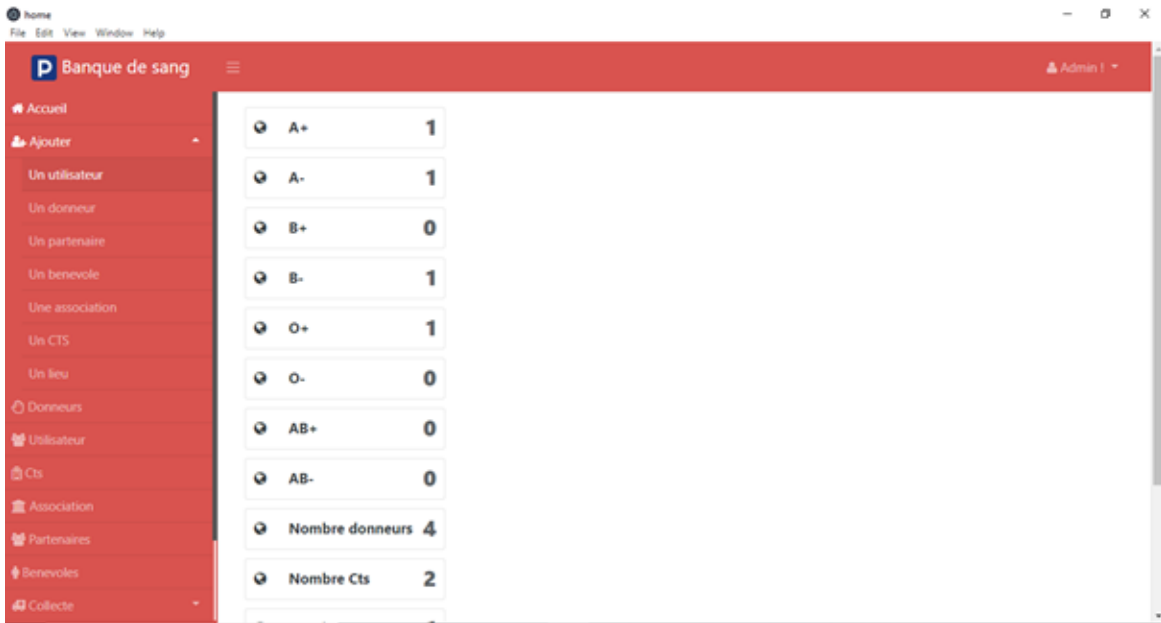 home
File Edit View Window Help
P Banque de sang
Admin !
Accueil
Ajouter
Un utilisateur
Un donneur
Un partenaire
Un benevole
Une association
Un CTS
Un lieu
Donneurs
Utilisateur
Cts
Association
Partenaires
Benevoles
Collecte
A+ 1
A- 1
B+ 0
B- 1
O+ 1
O- 0
AB+ 0
AB- 0
Nombre donneurs 4
Nombre Cts 2